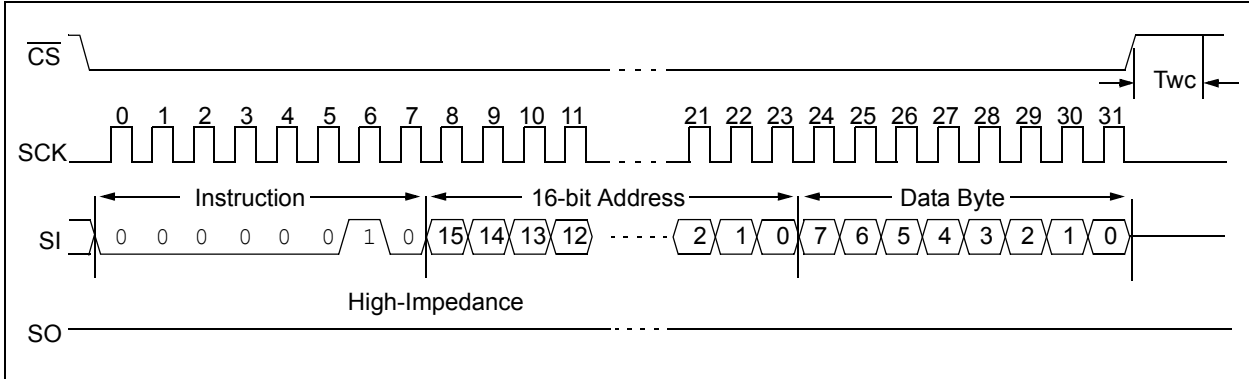 CS
Twc
0 1 2 3 4 5 6 7 8 9 10 11 21 22 23 24 25 26 27 28 29 30 31
SCK
Instruction 16-bit Address Data Byte
SI 0 0 0 0 0 0 1 0 15 14 13 12 2 1 0 7 6 5 4 3 2 1 0
High-Impedance
SO